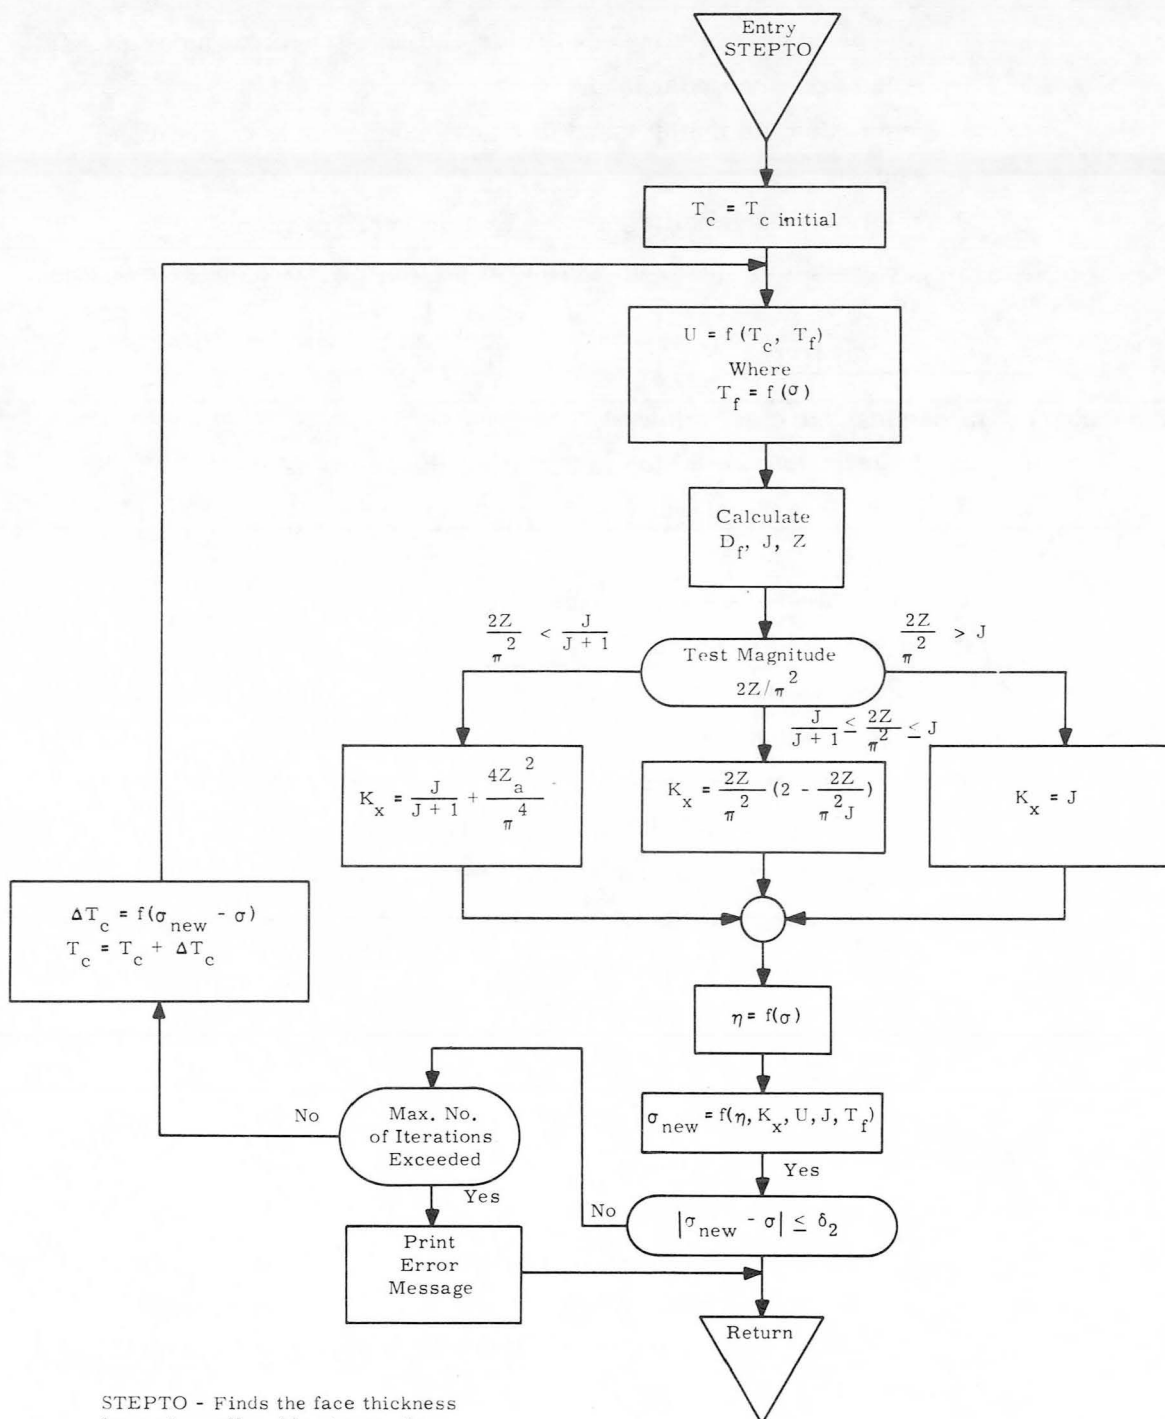 Entry
STEPTO
T_c = T_c initial
U = f (T_c, T_f)
Where
T_f = f (σ)
Calculate
D_f, J, Z
2Z/π^2 < J/(J + 1)
2Z/π^2 > J
Test Magnitude
2Z/π^2
J/(J + 1) ≤ 2Z/π^2 ≤ J
K_x = J/(J + 1) + 4Z_a^2/π^4
K_x = 2Z/π^2 (2 - 2Z/(π^2 J))
K_x = J
ΔT_c = f(σ_new - σ)
T_c = T_c + ΔT_c
η = f(σ)
No
Max. No.
of Iterations
Exceeded
σ_new = f(η, K_x, U, J, T_f)
Yes
Yes
No
|σ_new - σ| ≤ δ_2
Print
Error
Message
Return
STEPTO - Finds the face thickness